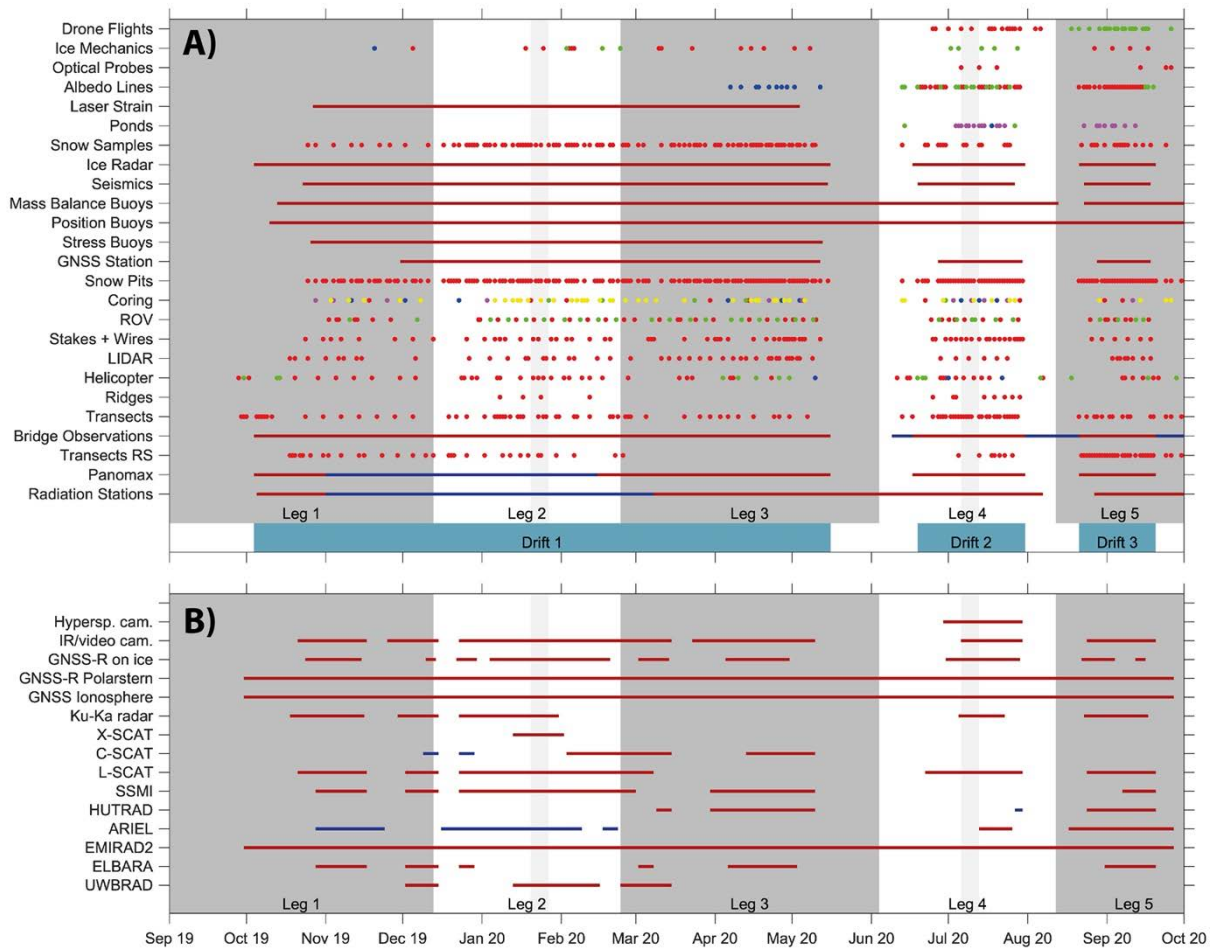 A)
Drone Flights
Ice Mechanics
Optical Probes
Albedo Lines
Laser Strain
Ponds
Snow Samples
Ice Radar
Seismics
Mass Balance Buoys
Position Buoys
Stress Buoys
GNSS Station
Snow Pits
Coring
ROV
Stakes + Wires
LIDAR
Helicopter
Ridges
Transects
Bridge Observations
Transects RS
Panomax
Radiation Stations
Leg 1 Leg 2 Leg 3 Leg 4 Leg 5
Drift 1 Drift 2 Drift 3
B)
Hypersp. cam.
IR/video cam.
GNSS-R on ice
GNSS-R Polarstern
GNSS Ionosphere
Ku-Ka radar
X-SCAT
C-SCAT
L-SCAT
SSMI
HUTRAD
ARIEL
EMIRAD2
ELBARA
UWBRAD
Leg 1 Leg 2 Leg 3 Leg 4 Leg 5
Sep 19 Oct 19 Nov 19 Dec 19 Jan 20 Feb 20 Mar 20 Apr 20 May 20 Jun 20 Jul 20 Aug 20 Sep 20 Oct 20